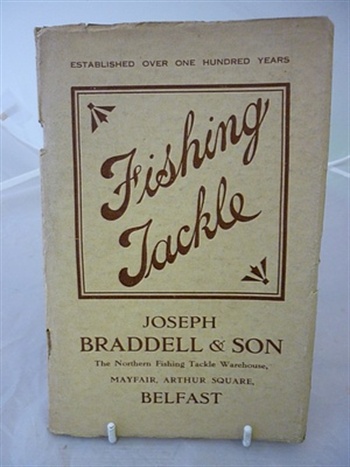 ESTABLISHED OVER ONE HUNDRED YEARS
Fishing
Tackle
JOSEPH
BRADDELL & SON
The Northern Fishing Tackle Warehouse,
MAYFAIR, ARTHUR SQUARE,
BELFAST